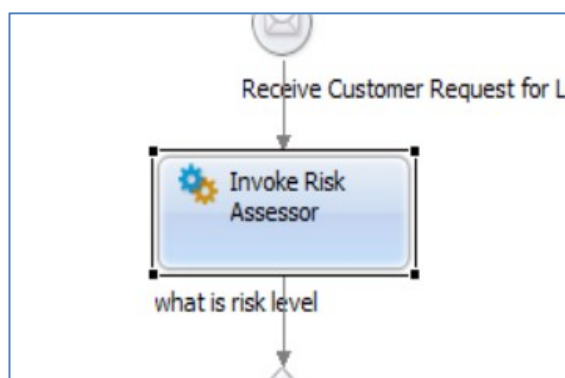 Receive Customer Request for L
Invoke Risk
Assessor
what is risk level